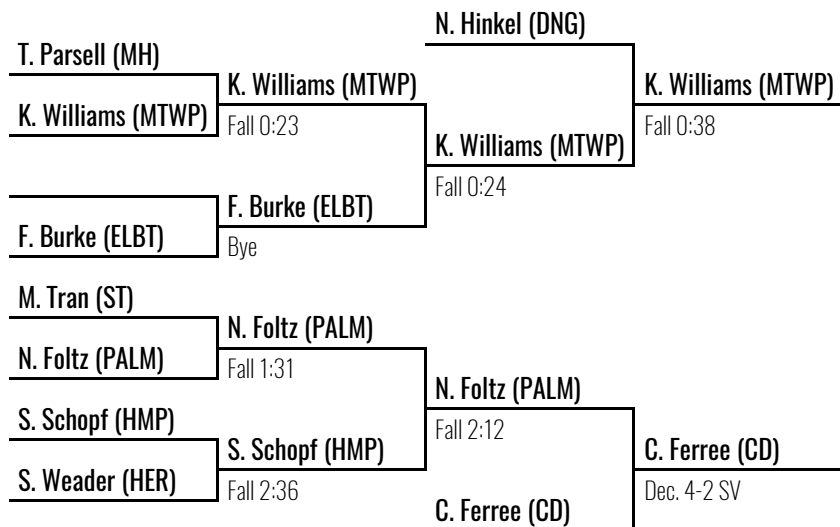 T. Parsell (MH)
K. Williams (MTWP)
F. Burke (ELBT)
M. Tran (ST)
N. Foltz (PALM)
S. Schopf (HMP)
S. Weader (HER)
K. Williams (MTWP)
Fall 0:23
F. Burke (ELBT)
Bye
N. Foltz (PALM)
Fall 1:31
S. Schopf (HMP)
Fall 2:36
N. Hinkel (DNG)
K. Williams (MTWP)
Fall 0:24
N. Foltz (PALM)
Fall 2:12
C. Ferree (CD)
K. Williams (MTWP)
Fall 0:38
C. Ferree (CD)
Dec. 4-2 SV